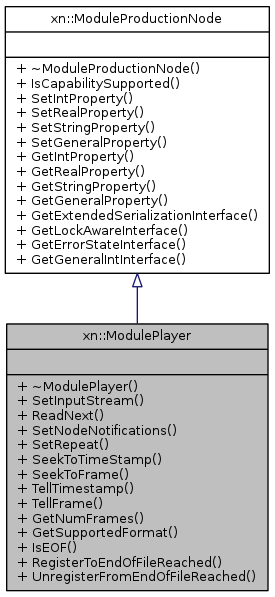 xn::ModuleProductionNode
+ ~ModuleProductionNode()
+ IsCapabilitySupported()
+ SetIntProperty()
+ SetRealProperty()
+ SetStringProperty()
+ SetGeneralProperty()
+ GetIntProperty()
+ GetRealProperty()
+ GetStringProperty()
+ GetGeneralProperty()
+ GetExtendedSerializationInterface()
+ GetLockAwareInterface()
+ GetErrorStateInterface()
+ GetGeneralIntInterface()
xn::ModulePlayer
+ ~ModulePlayer()
+ SetInputStream()
+ ReadNext()
+ SetNodeNotifications()
+ SetRepeat()
+ SeekToTimeStamp()
+ SeekToFrame()
+ TellTimestamp()
+ TellFrame()
+ GetNumFrames()
+ GetSupportedFormat()
+ IsEOF()
+ RegisterToEndOfFileReached()
+ UnregisterFromEndOfFileReached()